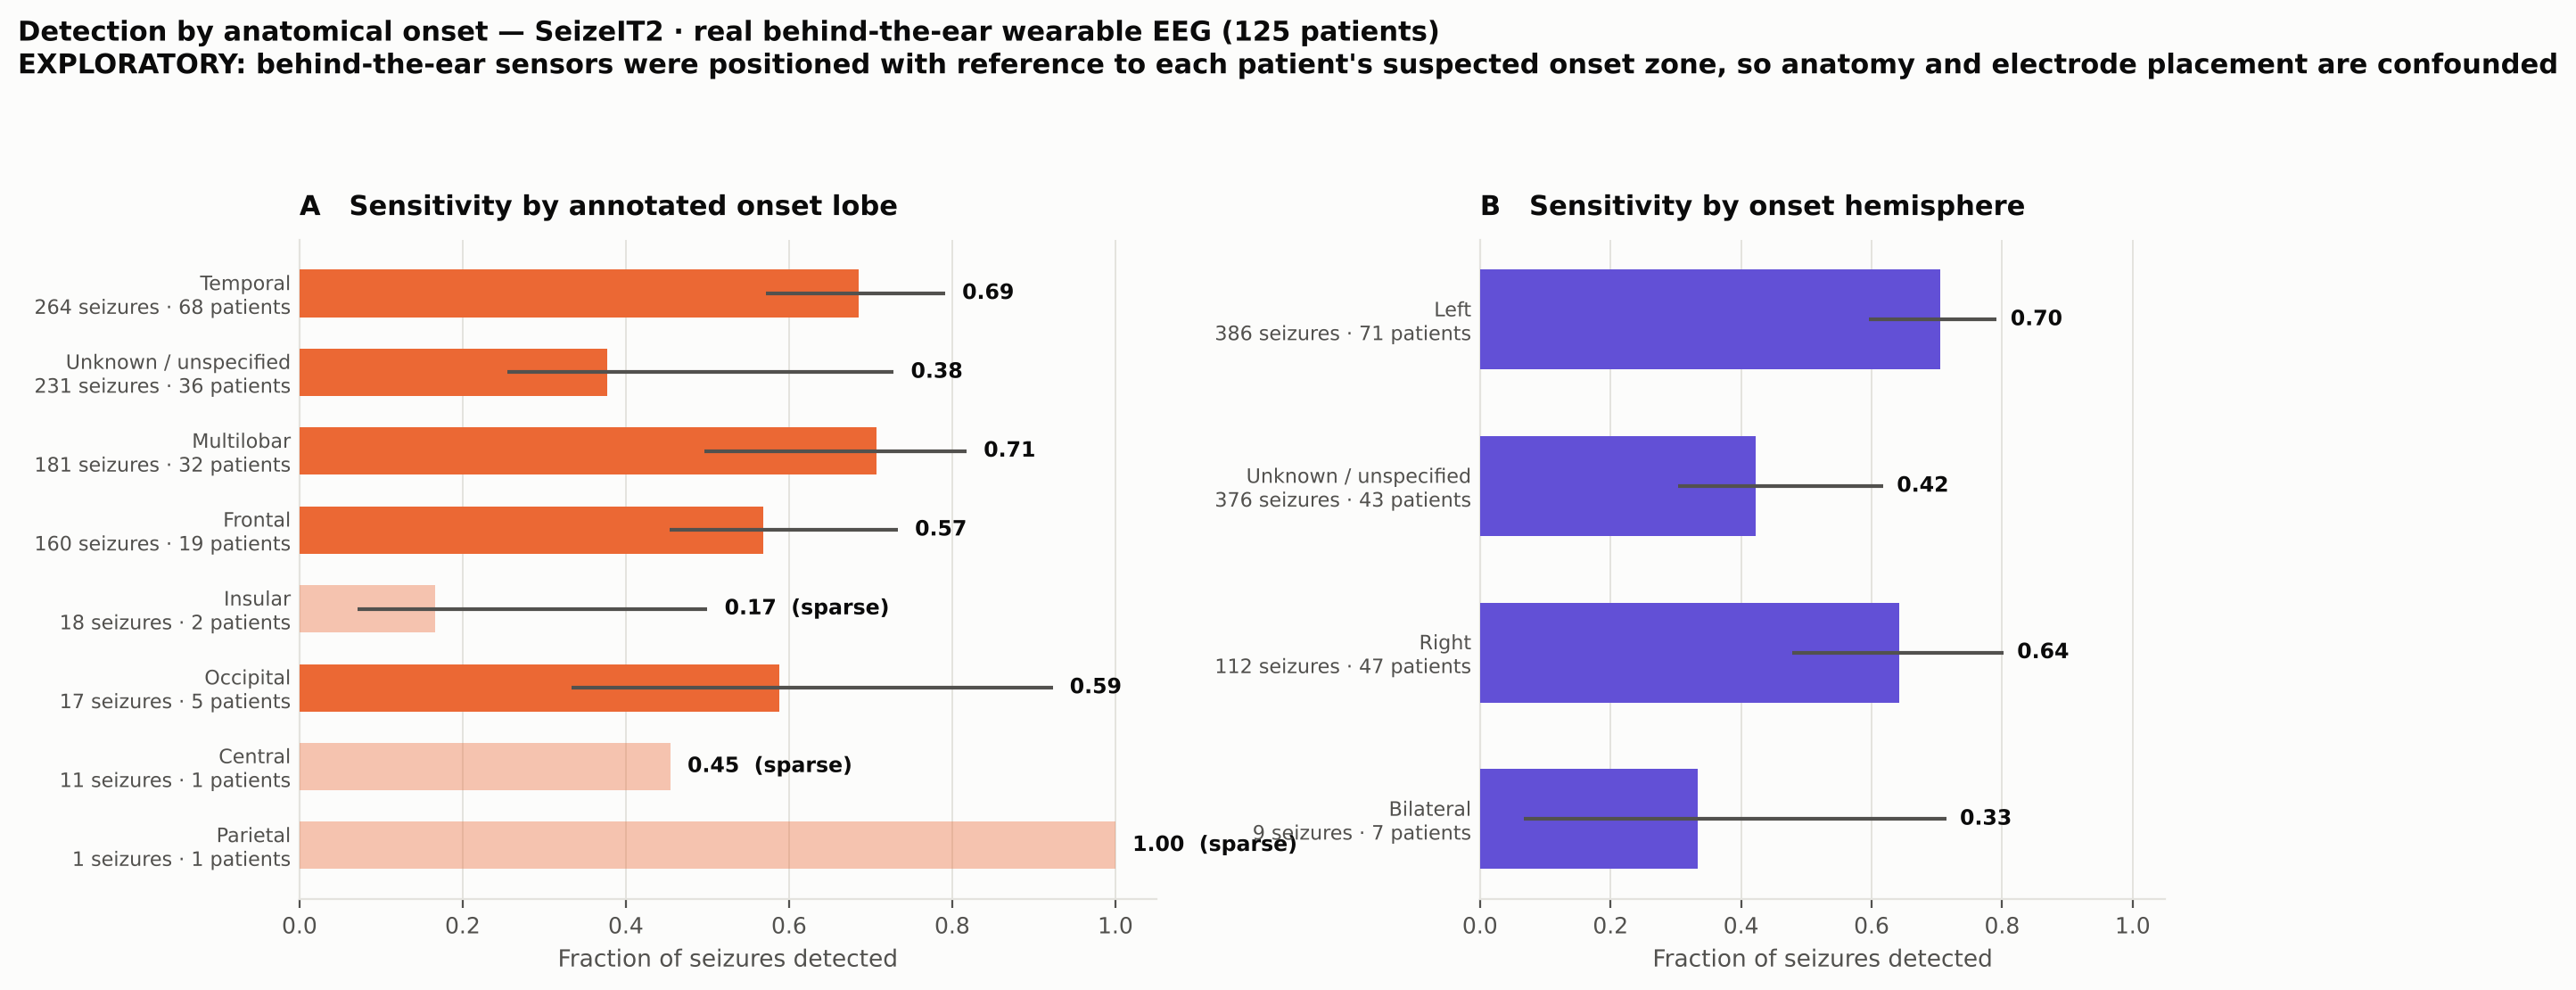 Detection by anatomical onset — SeizeIT2 · real behind-the-ear wearable EEG (125 patients)
EXPLORATORY: behind-the-ear sensors were positioned with reference to each patient's suspected onset zone, so anatomy and electrode placement are confounded
A Sensitivity by annotated onset lobe
Temporal
264 seizures · 68 patients
0.69
Unknown / unspecified
231 seizures · 36 patients
0.38
Multilobar
181 seizures · 32 patients
0.71
Frontal
160 seizures · 19 patients
0.57
Insular
18 seizures · 2 patients
0.17 (sparse)
Occipital
17 seizures · 5 patients
0.59
Central
11 seizures · 1 patients
0.45 (sparse)
Parietal
1 seizures · 1 patients
1.00 (sparse)
0.0 0.2 0.4 0.6 0.8 1.0
Fraction of seizures detected
B Sensitivity by onset hemisphere
Left
386 seizures · 71 patients
0.70
Unknown / unspecified
376 seizures · 43 patients
0.42
Right
112 seizures · 47 patients
0.64
Bilateral
9 seizures · 7 patients
0.33
0.0 0.2 0.4 0.6 0.8 1.0
Fraction of seizures detected